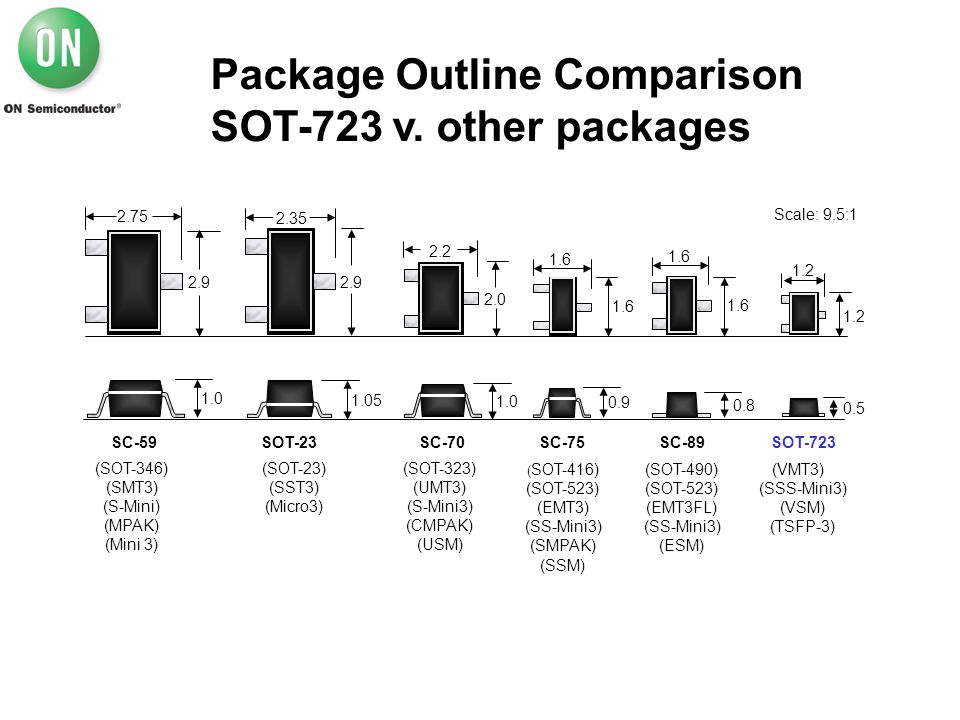 ON
ON Semiconductor®
Package Outline Comparison
SOT-723 v. other packages
Scale: 9.5:1
2.75
2.35
2.2
1.6
1.6
1.2
2.9
2.9
2.0
1.6
1.6
1.2
1.0
1.05
1.0
0.9
0.8
0.5
SC-59
SOT-23
SC-70
SC-75
SC-89
SOT-723
(SOT-346)
(SMT3)
(S-Mini)
(MPAK)
(Mini 3)
(SOT-23)
(SST3)
(Micro3)
(SOT-323)
(UMT3)
(S-Mini3)
(CMPAK)
(USM)
(SOT-416)
(SOT-523)
(EMT3)
(SS-Mini3)
(SMPAK)
(SSM)
(SOT-490)
(SOT-523)
(EMT3FL)
(SS-Mini3)
(ESM)
(VMT3)
(SSS-Mini3)
(VSM)
(TSFP-3)